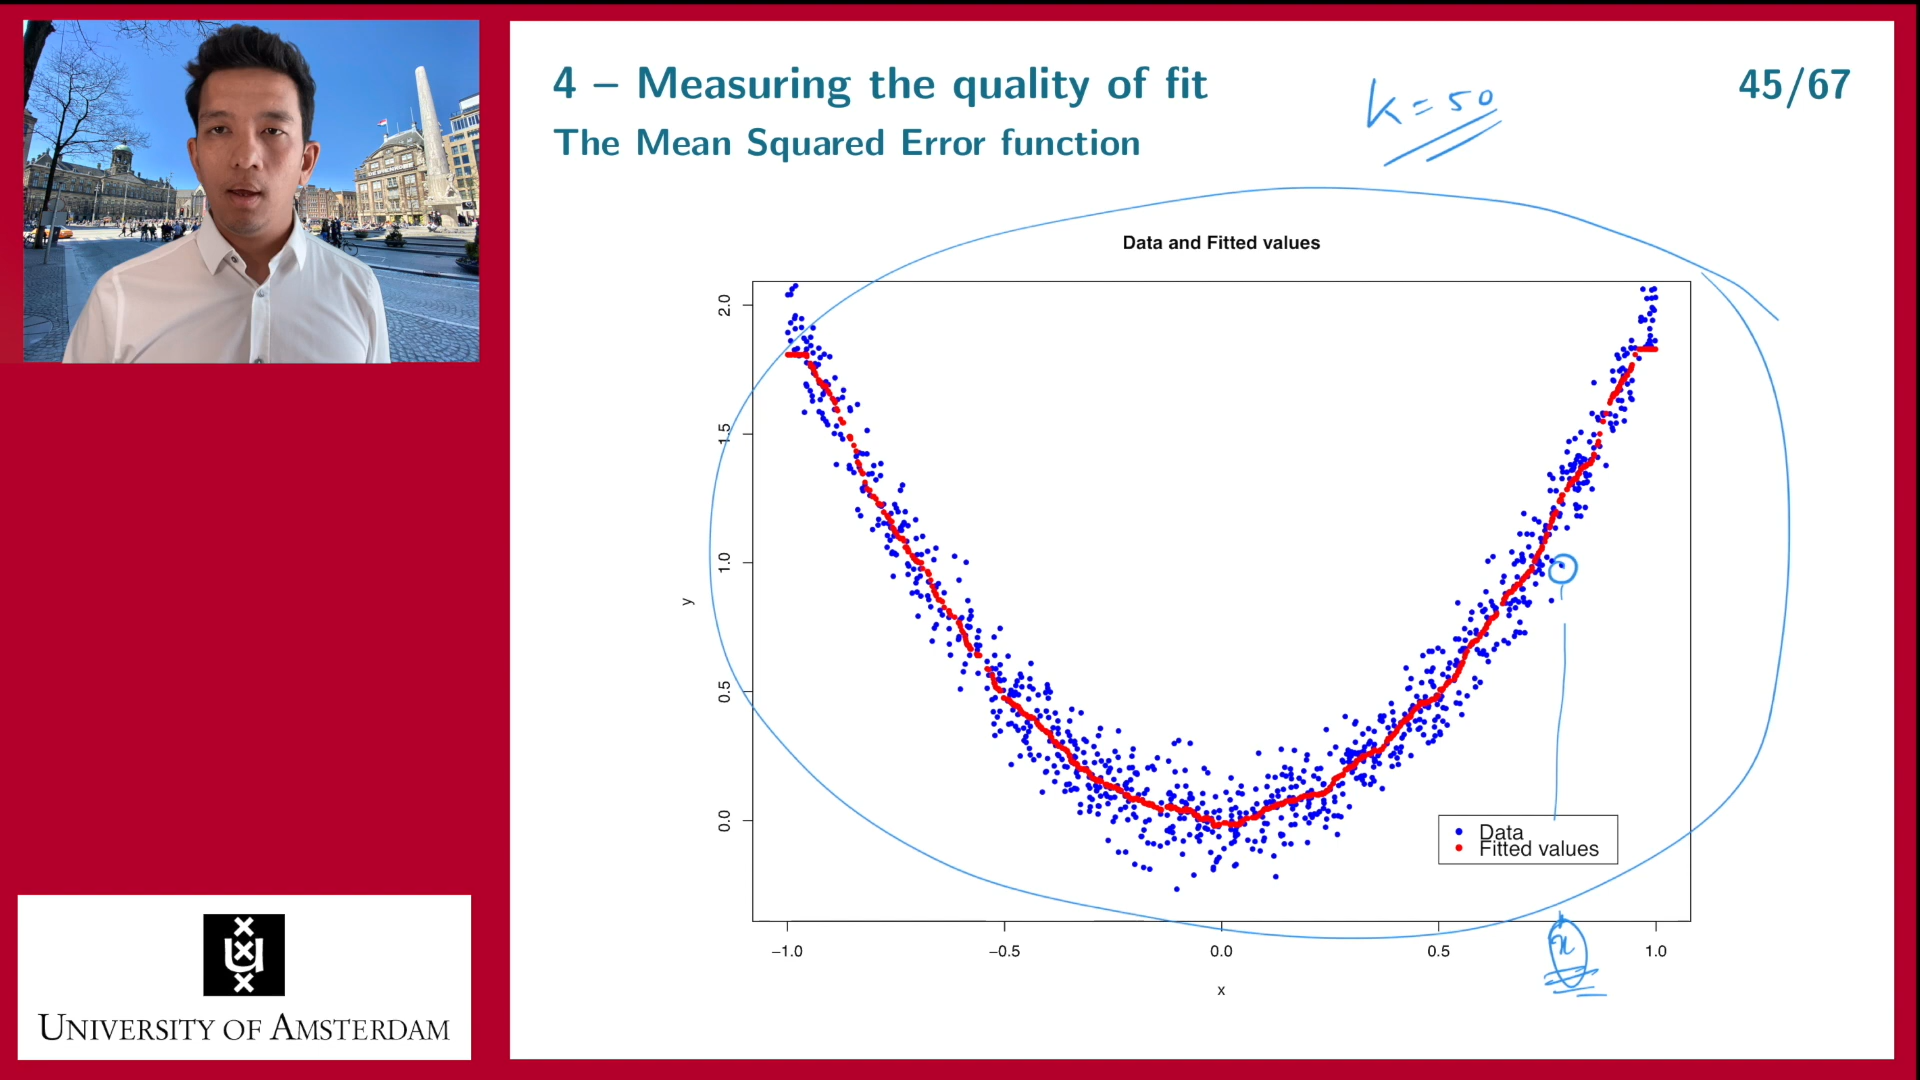 4 – Measuring the quality of fit
45/67
The Mean Squared Error function
k = 50
Data and Fitted values
2.0
1.5
1.0
0.5
0.0
y
Data
Fitted values
−1.0
−0.5
0.0
0.5
1.0
x
x
UNIVERSITY OF AMSTERDAM